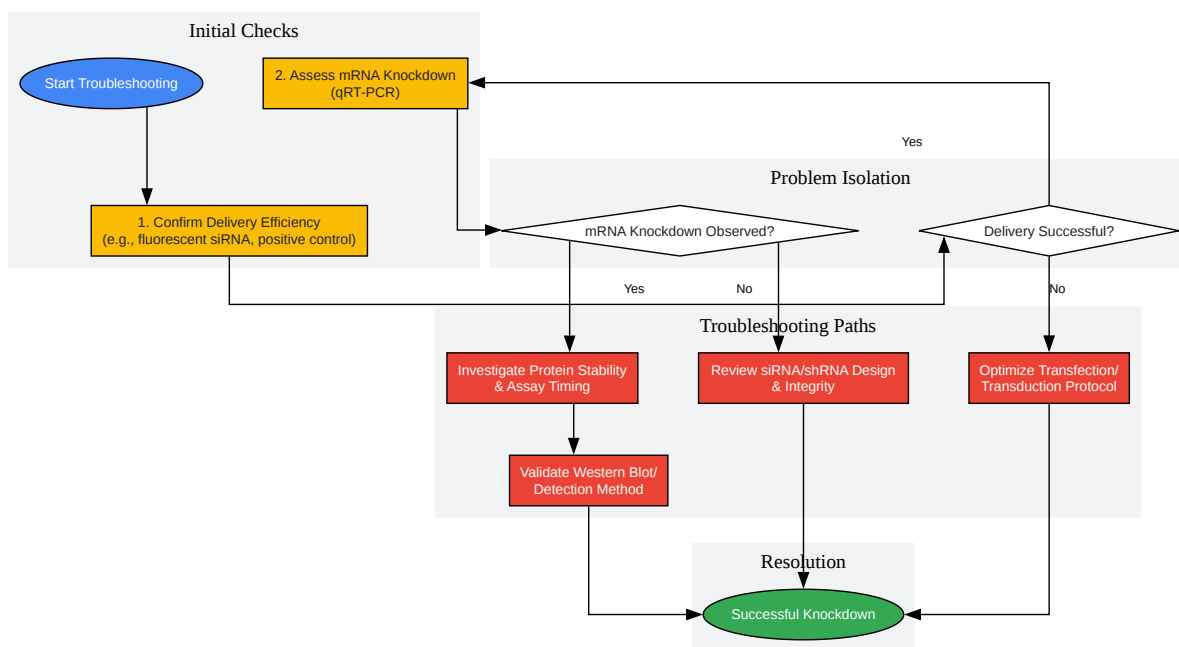 Initial Checks
Start Troubleshooting
2. Assess mRNA Knockdown
(qRT-PCR)
Yes
Problem Isolation
1. Confirm Delivery Efficiency
(e.g., fluorescent siRNA, positive control)
mRNA Knockdown Observed?
Delivery Successful?
Yes
No
No
Troubleshooting Paths
Investigate Protein Stability
& Assay Timing
Review siRNA/shRNA Design
& Integrity
Optimize Transfection/
Transduction Protocol
Validate Western Blot/
Detection Method
Resolution
Successful Knockdown